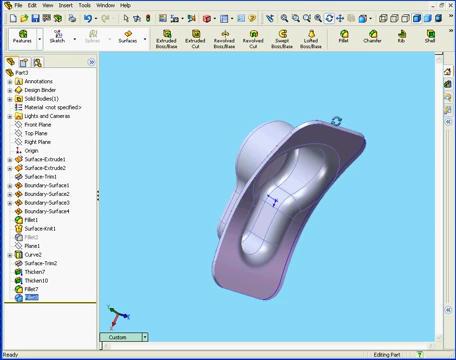 File Edit View Insert Tools Window Help
Features
Sketch
Splines
Surfaces
Extruded Boss/Base
Extruded Cut
Revolved Boss/Base
Revolved Cut
Swept Boss/Base
Lofted Boss/Base
Fillet
Chamfer
Rib
Shell
Part3
Annotations
Design Binder
Solid Bodies(1)
Material <not specified>
Lights and Cameras
Front Plane
Top Plane
Right Plane
Origin
Surface-Extrude1
Surface-Extrude2
Surface-Trim1
Boundary-Surface1
Boundary-Surface2
Boundary-Surface3
Boundary-Surface4
Fillet1
Surface-Knit1
Fillet2
Plane1
Curve2
Surface-Trim2
Thicken7
Thicken10
Fillet7
Custom
Ready
Editing Part